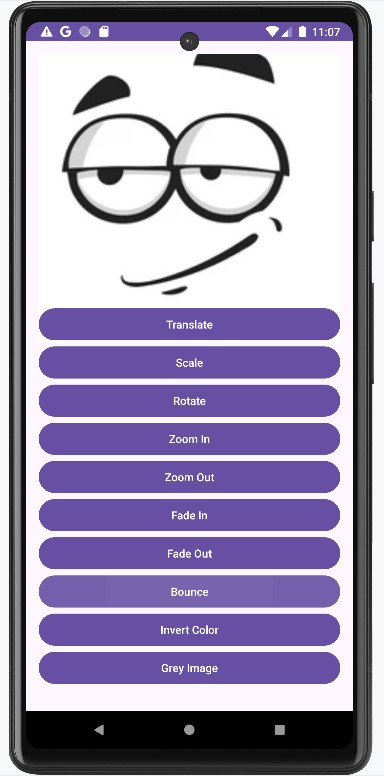 G
11:07
Translate
Scale
Rotate
Zoom In
Zoom Out
Fade In
Fade Out
Bounce
Invert Color
Grey Image